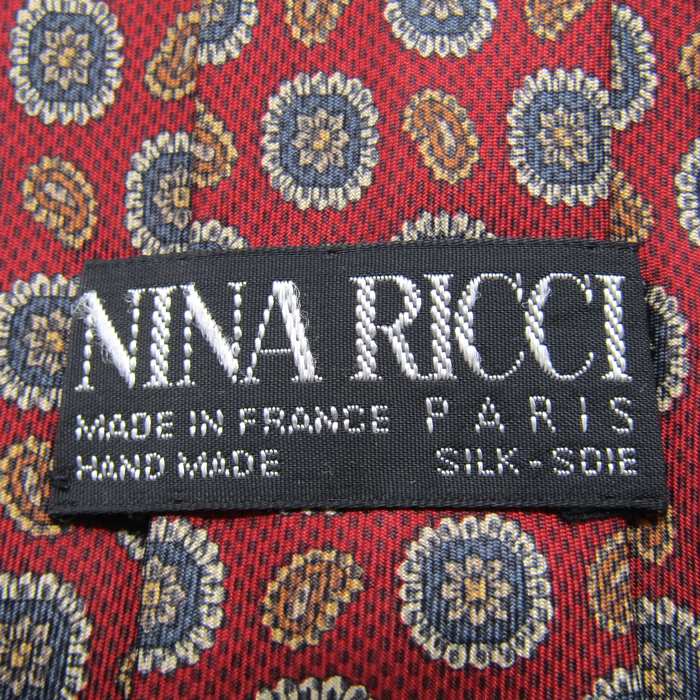 NINA RICCI
MADE IN FRANCE PARIS
HAND MADE SILK-SOIE